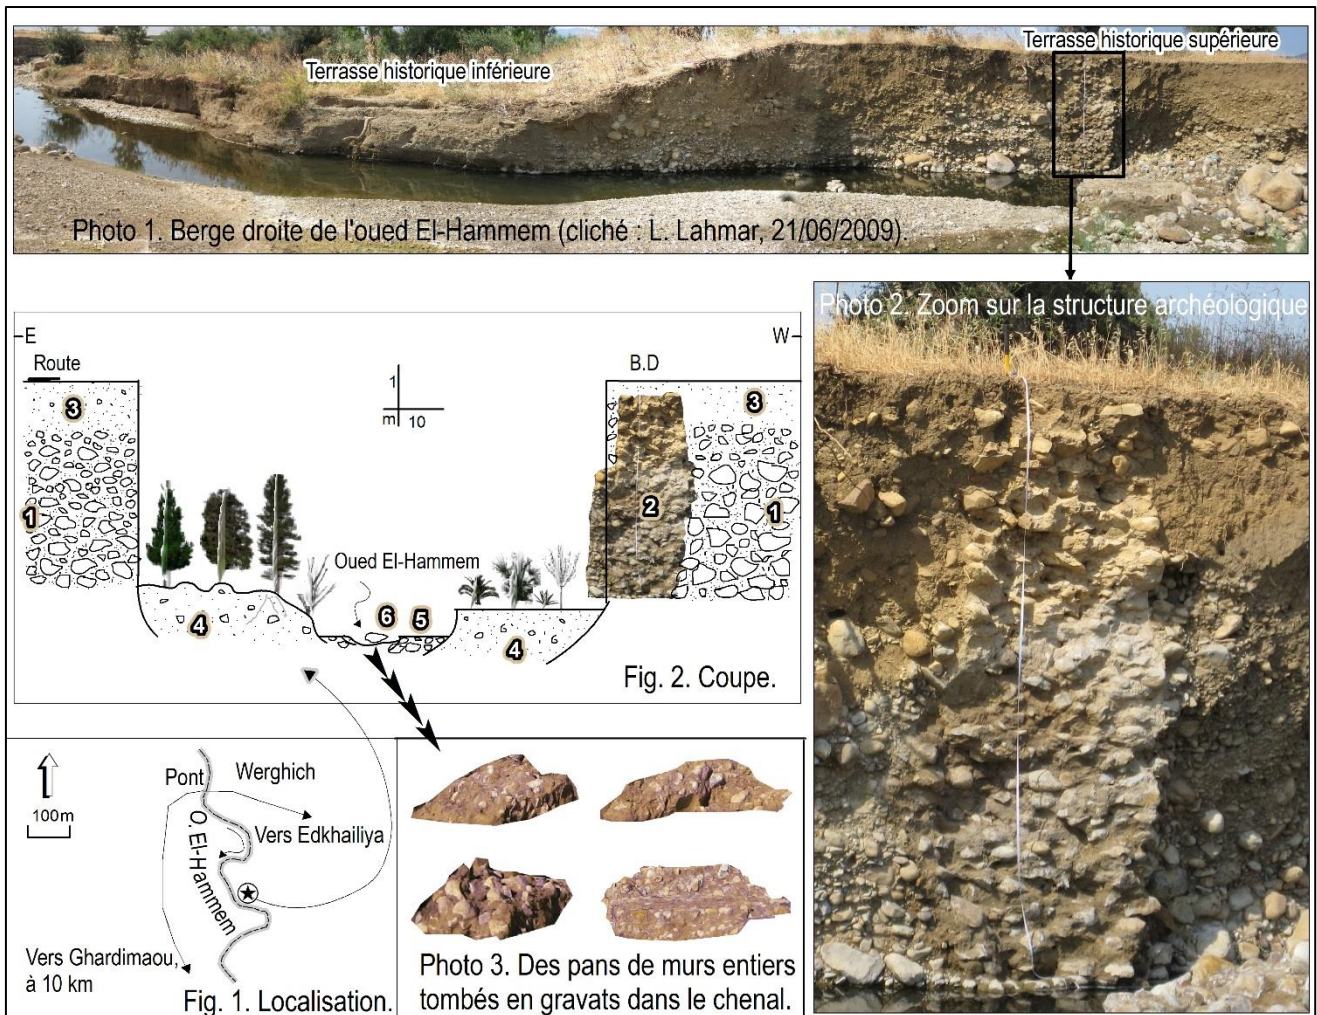 Terrasse historique inférieure
Terrasse historique supérieure
Photo 1. Berge droite de l'oued El-Hammem (cliché : L. Lahmar, 21/06/2009).
E
W
Route
B.D
1
m
10
3
3
1
2
1
Oued El-Hammem
6
5
4
4
Fig. 2. Coupe.
Photo 2. Zoom sur la structure archéologique
100m
Pont
Werghich
Vers Edkhailiya
O. El-Hammem
Vers Ghardimaou,
à 10 km
Fig. 1. Localisation.
Photo 3. Des pans de murs entiers
tombés en gravats dans le chenal.